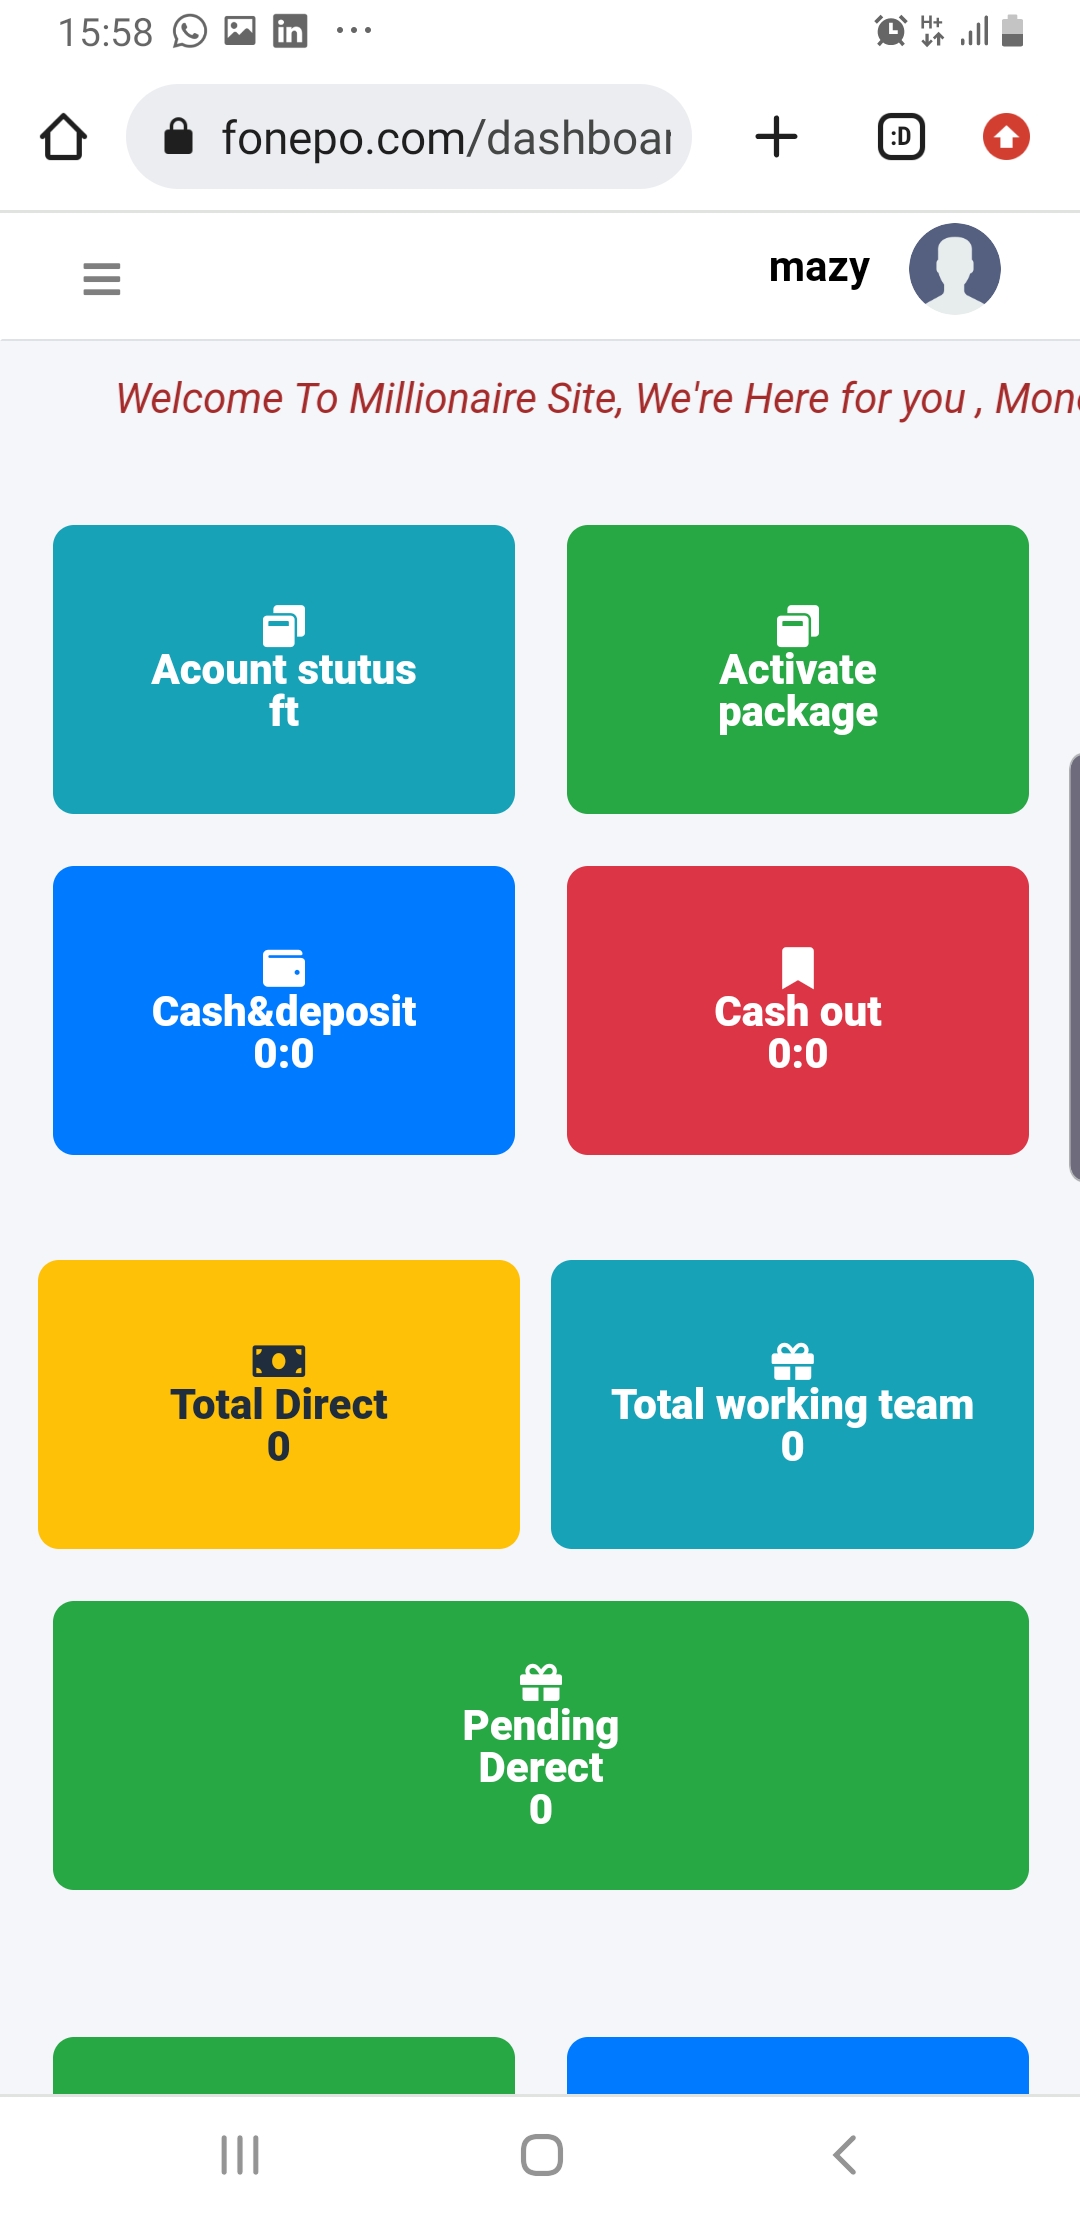 15:58
H+
fonepo.com/dashboar
:D
mazy
Welcome To Millionaire Site, We're Here for you , Mon
Acount stutus
ft
Activate
package
Cash&deposit
0:0
Cash out
0:0
Total Direct
0
Total working team
0
Pending
Derect
0